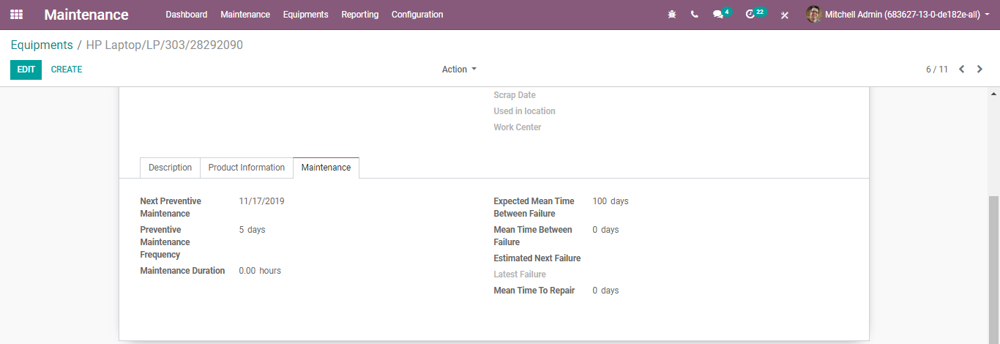 Maintenance Dashboard Maintenance Equipments Reporting Configuration 4 22 Mitchell Admin (683627-13-0-de182e-all)
Equipments / HP Laptop/LP/303/28292090
EDIT CREATE Action 6 / 11
Scrap Date
Used in location
Work Center
Description Product Information Maintenance
Next Preventive Maintenance 11/17/2019
Preventive Maintenance Frequency 5 days
Maintenance Duration 0.00 hours
Expected Mean Time Between Failure 100 days
Mean Time Between Failure 0 days
Estimated Next Failure
Latest Failure
Mean Time To Repair 0 days